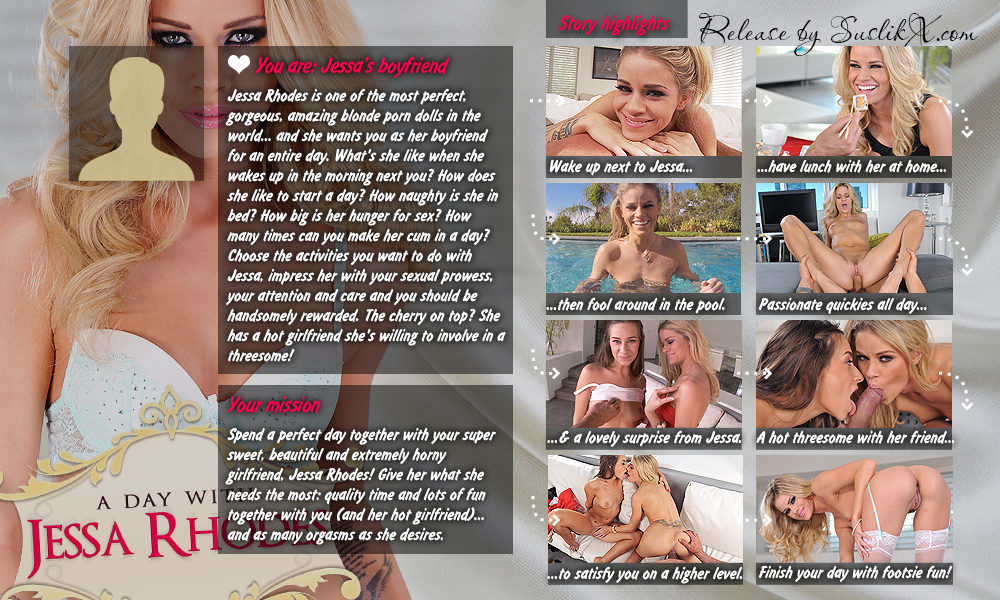 Story highlights
Release by SuslikX.com
You are: Jessa's boyfriend
Jessa Rhodes is one of the most perfect,
gorgeous, amazing blonde porn dolls in the
world... and she wants you as her boyfriend
for an entire day. What's she like when she
wakes up in the morning next you? How does
she like to start a day? How naughty is she in
bed? How big is her hunger for sex? How
many times can you make her cum in a day?
Choose the activities you want to do with
Jessa, impress her with your sexual prowess,
your attention and care and you should be
handsomely rewarded. The cherry on top? She
has a hot girlfriend she's willing to involve in a
threesome!
Your mission
Spend a perfect day together with your super
sweet, beautiful and extremely horny
girlfriend, Jessa Rhodes! Give her what she
needs the most: quality time and lots of fun
together with you (and her hot girlfriend)...
and as many orgasms as she desires.
A DAY WITH
JESSA RHODES
Wake up next to Jessa...
...have lunch with her at home...
...then fool around in the pool.
Passionate quickies all day...
...& a lovely surprise from Jessa.
A hot threesome with her friend...
...to satisfy you on a higher level.
Finish your day with footsie fun!